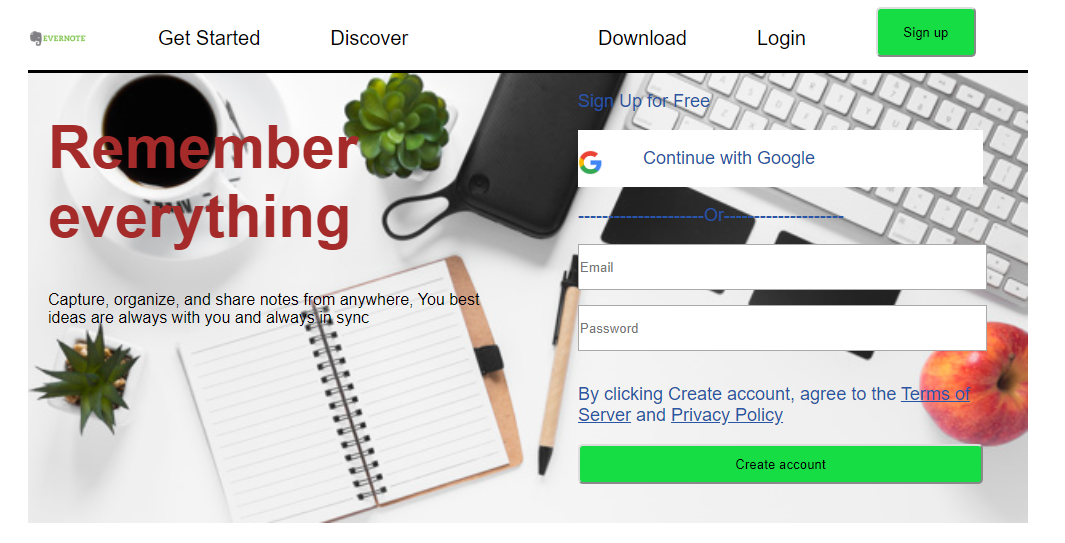 EVERNOTE
Get Started
Discover
Download
Login
Sign up
Remember
everything
Capture, organize, and share notes from anywhere, You best
ideas are always with you and always in sync
Sign Up for Free
Continue with Google
---------------------Or--------------------
Email
Password
By clicking Create account, agree to the Terms of
Server and Privacy Policy
Create account